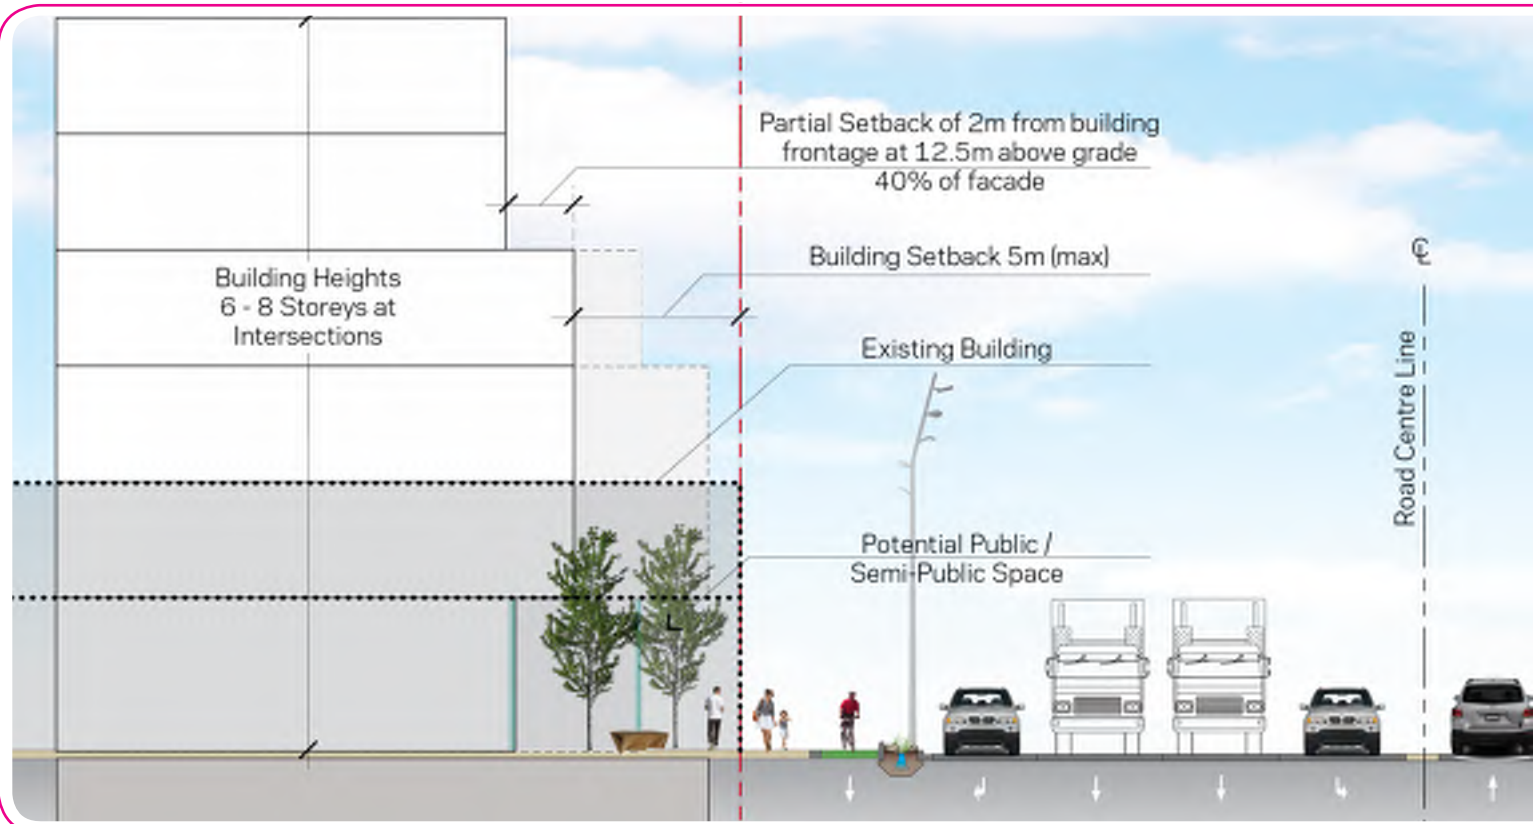 Partial Setback of 2m from building
frontage at 12.5m above grade
40% of facade
Building Setback 5m (max)
Building Heights
6 - 8 Storeys at
Intersections
Existing Building
Road Centre Line
Potential Public /
Semi-Public Space